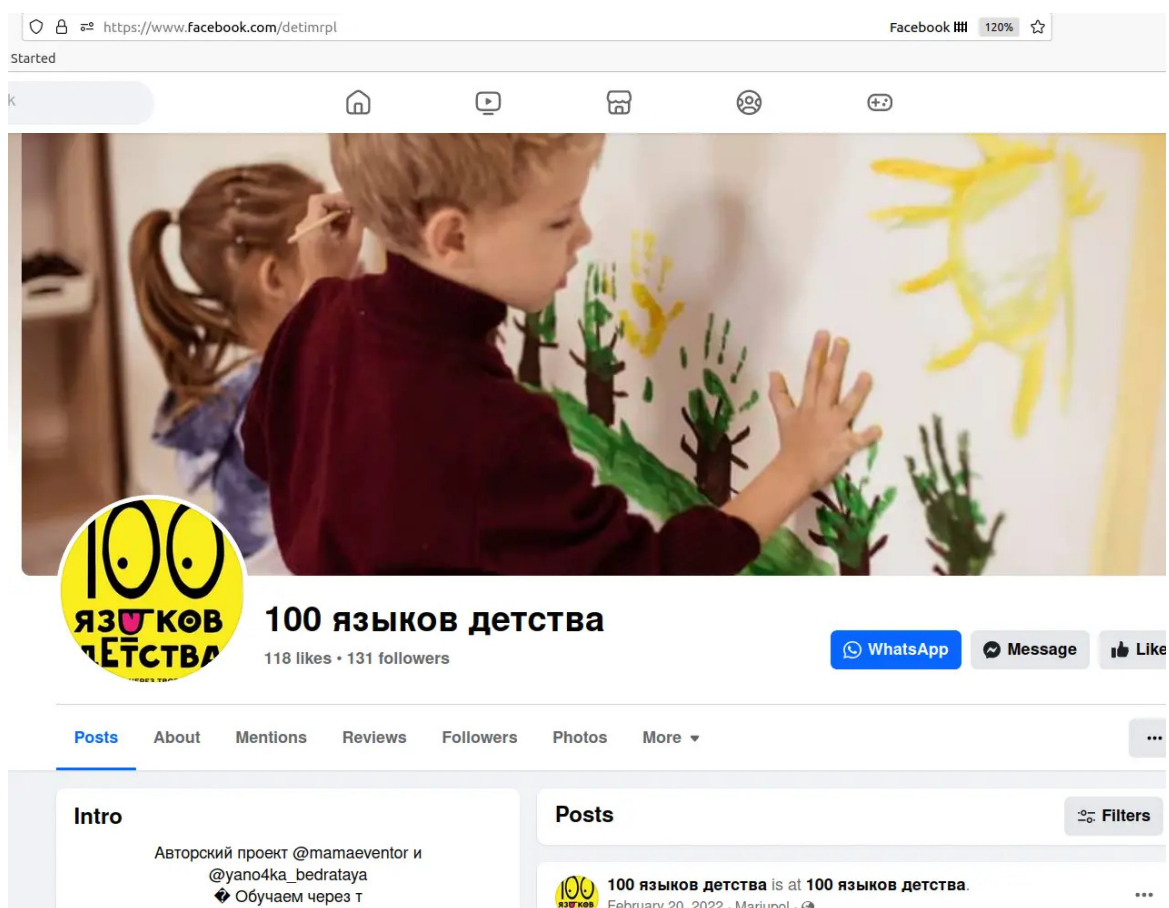 https://www.facebook.com/detimrpl
Facebook
120%
Started
k
100
ЯЗЫКОВ
ДЕТСТВА
100 языков детства
118 likes • 131 followers
WhatsApp
Message
Like
Posts
About
Mentions
Reviews
Followers
Photos
More
Intro
Авторский проект @mamaeventor и
@yano4ka_bedrataya
� Обучаем через т
Posts
Filters
100 языков детства is at 100 языков детства.
February 20, 2022 · Mariupol ·